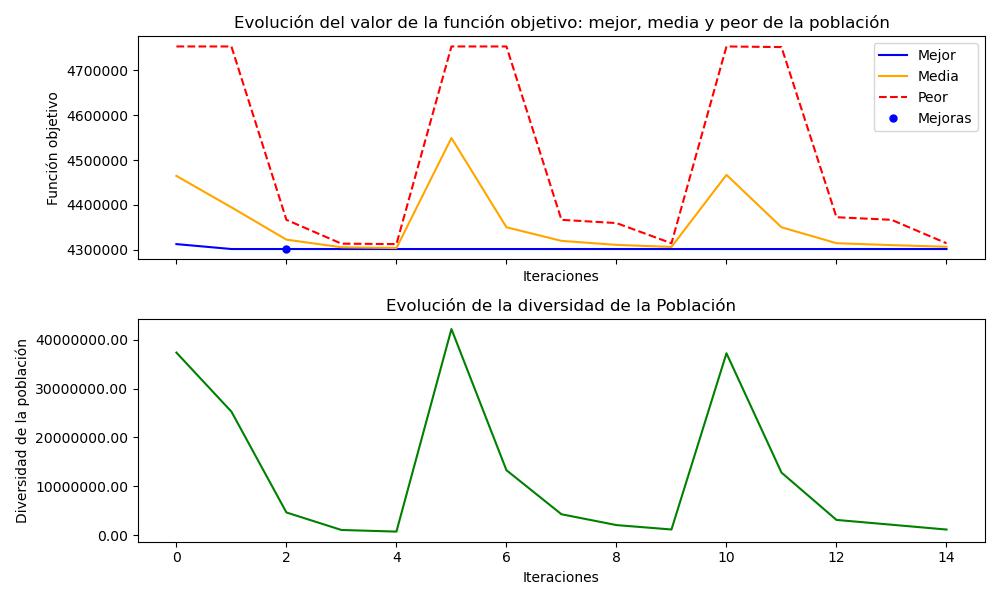 Evolución del valor de la función objetivo: mejor, media y peor de la población
Función objetivo
4700000
4600000
4500000
4400000
4300000
Mejor
Media
Peor
Mejoras
Iteraciones
Evolución de la diversidad de la Población
Diversidad de la población
40000000.00
30000000.00
20000000.00
10000000.00
0.00
0 2 4 6 8 10 12 14
Iteraciones